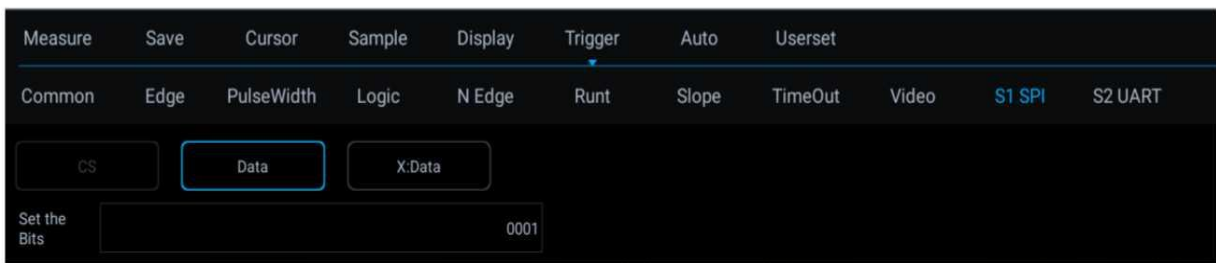 Measure Save Cursor Sample Display Trigger Auto Userset
Common Edge PulseWidth Logic N Edge Runt Slope TimeOut Video S1 SPI S2 UART
CS Data X:Data
Set the
Bits
0001